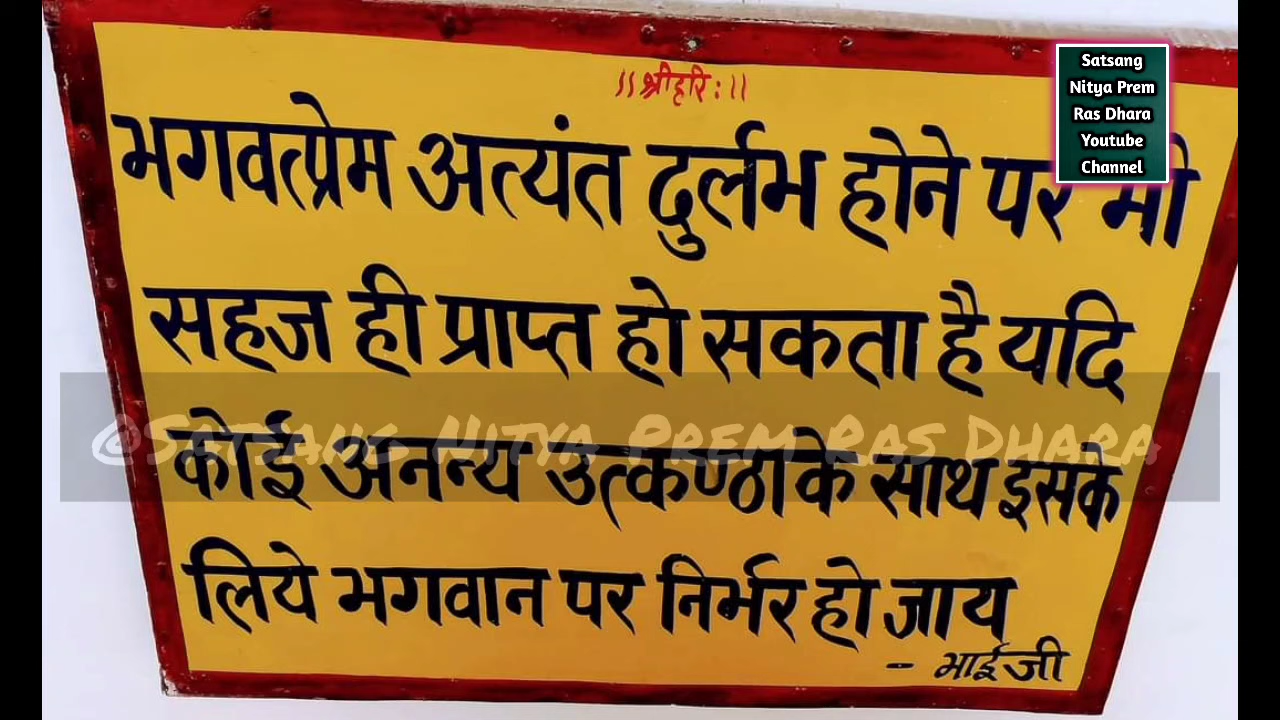 ।। श्रीहरि: ।।
भगवत्प्रेम अत्यंत दुर्लभ होने पर भी
सहज ही प्राप्त हो सकता है यदि
कोई अनन्य उत्कण्ठा के साथ इसके
लिये भगवान पर निर्भर हो जाय
- भाईजी
Satsang
Nitya Prem
Ras Dhara
Youtube
Channel
@Satsang Nitya Prem Ras Dhara